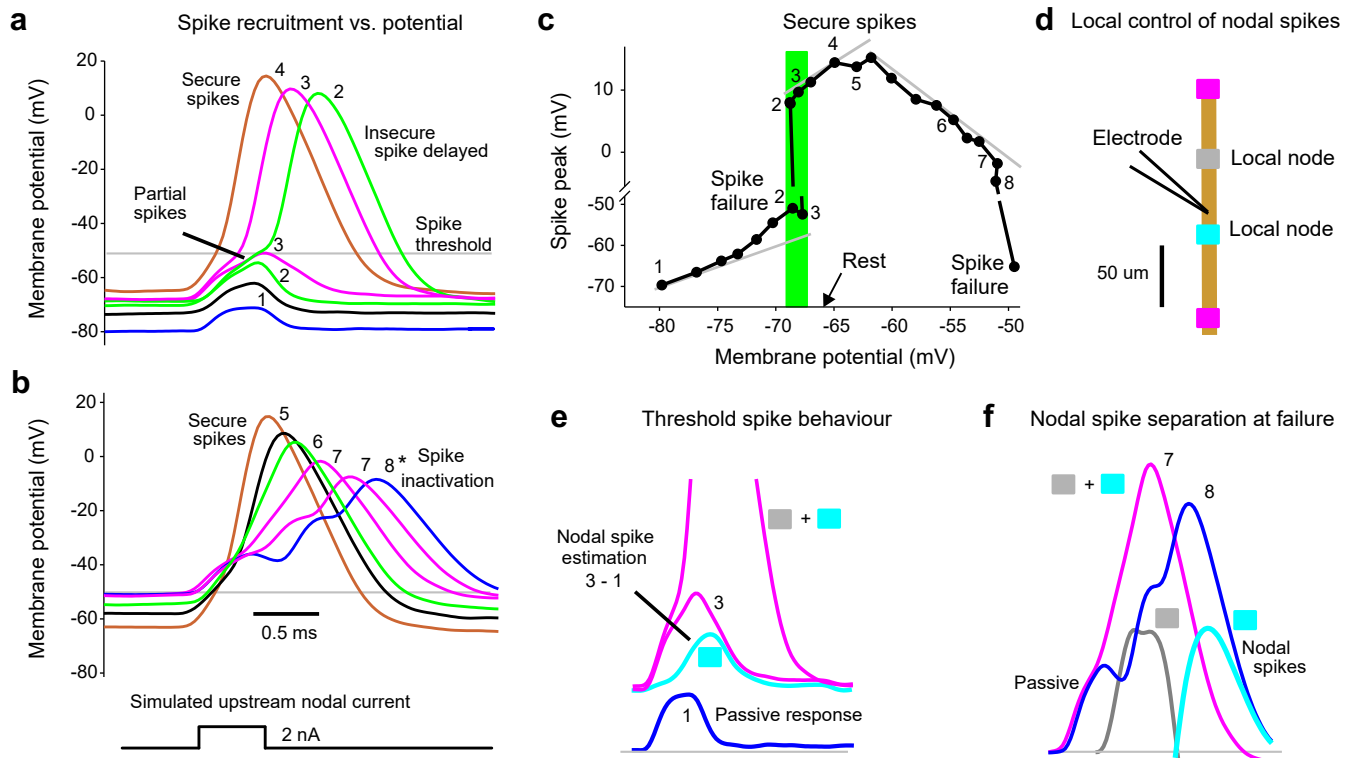 a
Spike recruitment vs. potential
Membrane potential (mV)
20
0
-20
-40
-60
-80
Secure
spikes
4
3
2
Insecure
spike delayed
Partial
spikes
Spike
threshold
3
2
1
b
Membrane potential (mV)
20
0
-20
-40
-60
-80
Secure
spikes
5
6
7
7
8*
Spike
inactivation
0.5 ms
Simulated upstream nodal current
2 nA
c
Secure spikes
Spike peak (mV)
10
0
-50
-60
-70
4
3
2
5
6
7
8
Spike
failure
2
3
1
Rest
Spike
failure
-80
-75
-70
-65
-60
-55
-50
Membrane potential (mV)
d
Local control of nodal spikes
Electrode
Local node
Local node
50 um
e
Threshold spike behaviour
+
Nodal spike
estimation
3 - 1
3
1
Passive response
f
Nodal spike separation at failure
+
7
8
Passive
Nodal
spikes